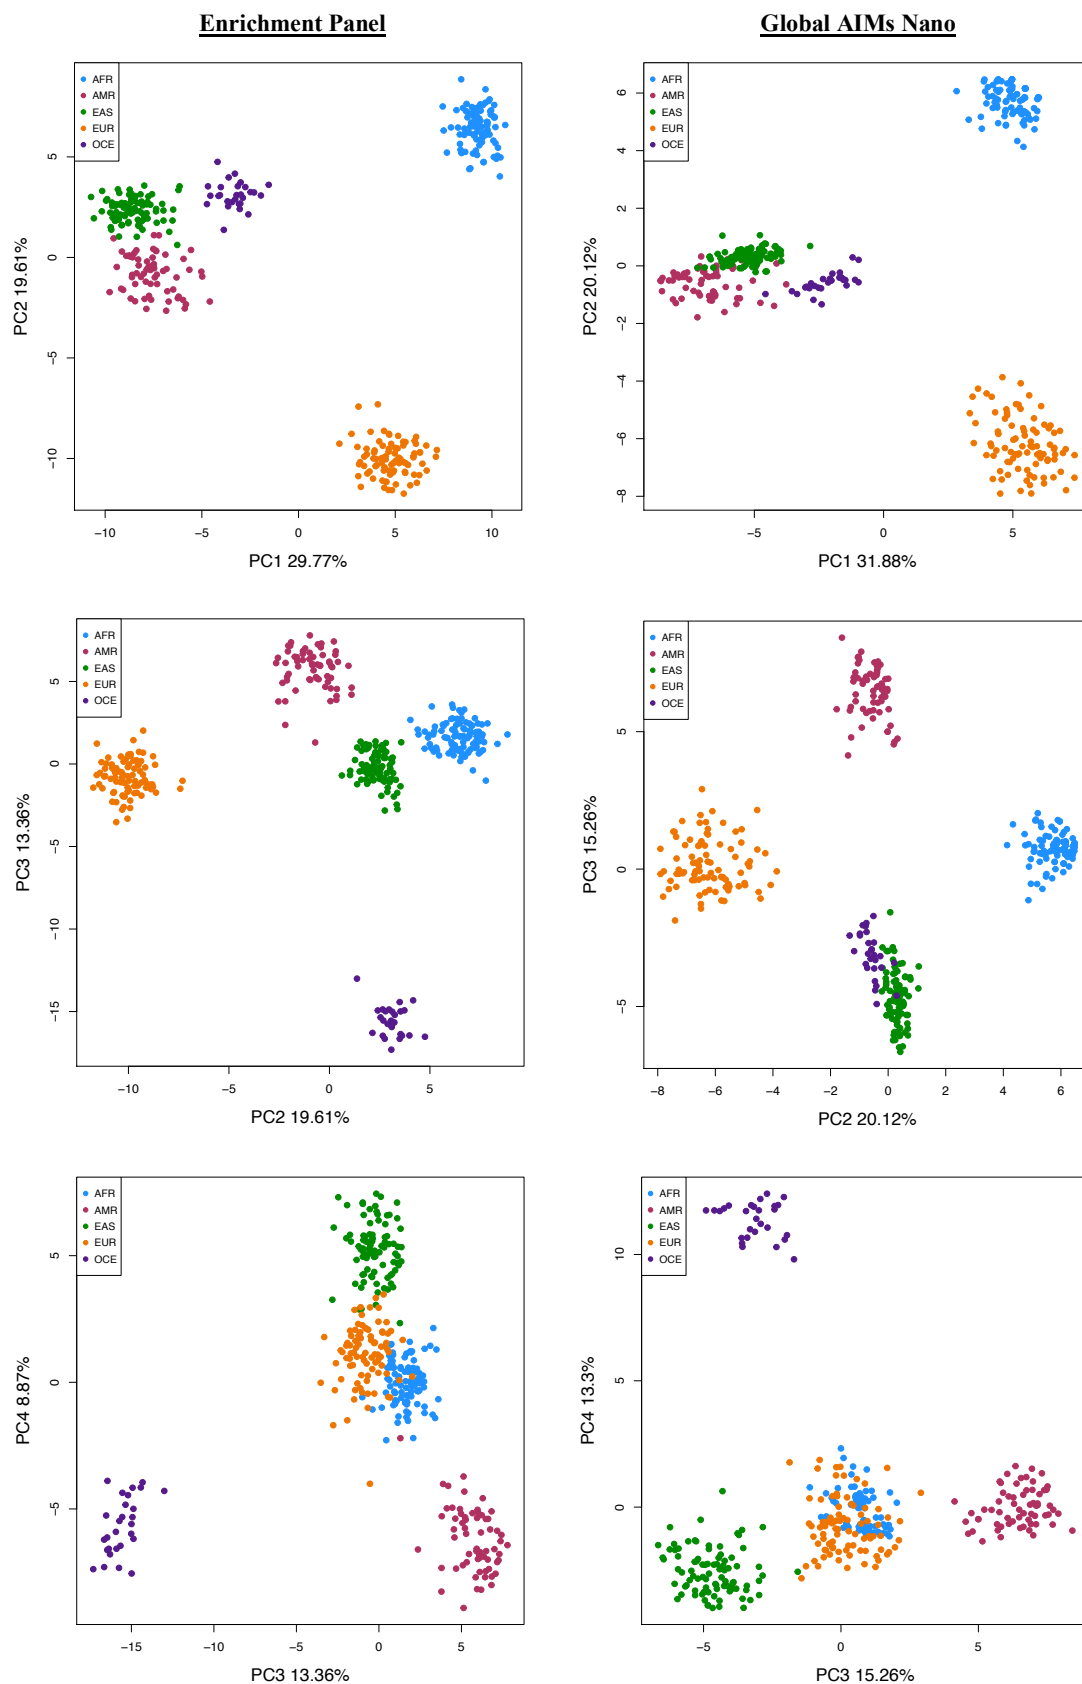 Enrichment Panel
Global AIMs Nano
AFR
AMR
EAS
EUR
OCE
5
0
−5
−10
PC2 19.61%
−10 −5 0 5 10
PC1 29.77%
AFR
AMR
EAS
EUR
OCE
6
4
2
0
−2
−4
−6
−8
PC2 20.12%
−5 0 5
PC1 31.88%
AFR
AMR
EAS
EUR
OCE
5
0
−5
−10
−15
PC3 13.36%
−10 −5 0 5
PC2 19.61%
AFR
AMR
EAS
EUR
OCE
5
0
−5
PC3 15.26%
−8 −6 −4 −2 0 2 4 6
PC2 20.12%
AFR
AMR
EAS
EUR
OCE
5
0
−5
PC4 8.87%
−15 −10 −5 0 5
PC3 13.36%
AFR
AMR
EAS
EUR
OCE
10
5
0
PC4 13.3%
−5 0 5
PC3 15.26%